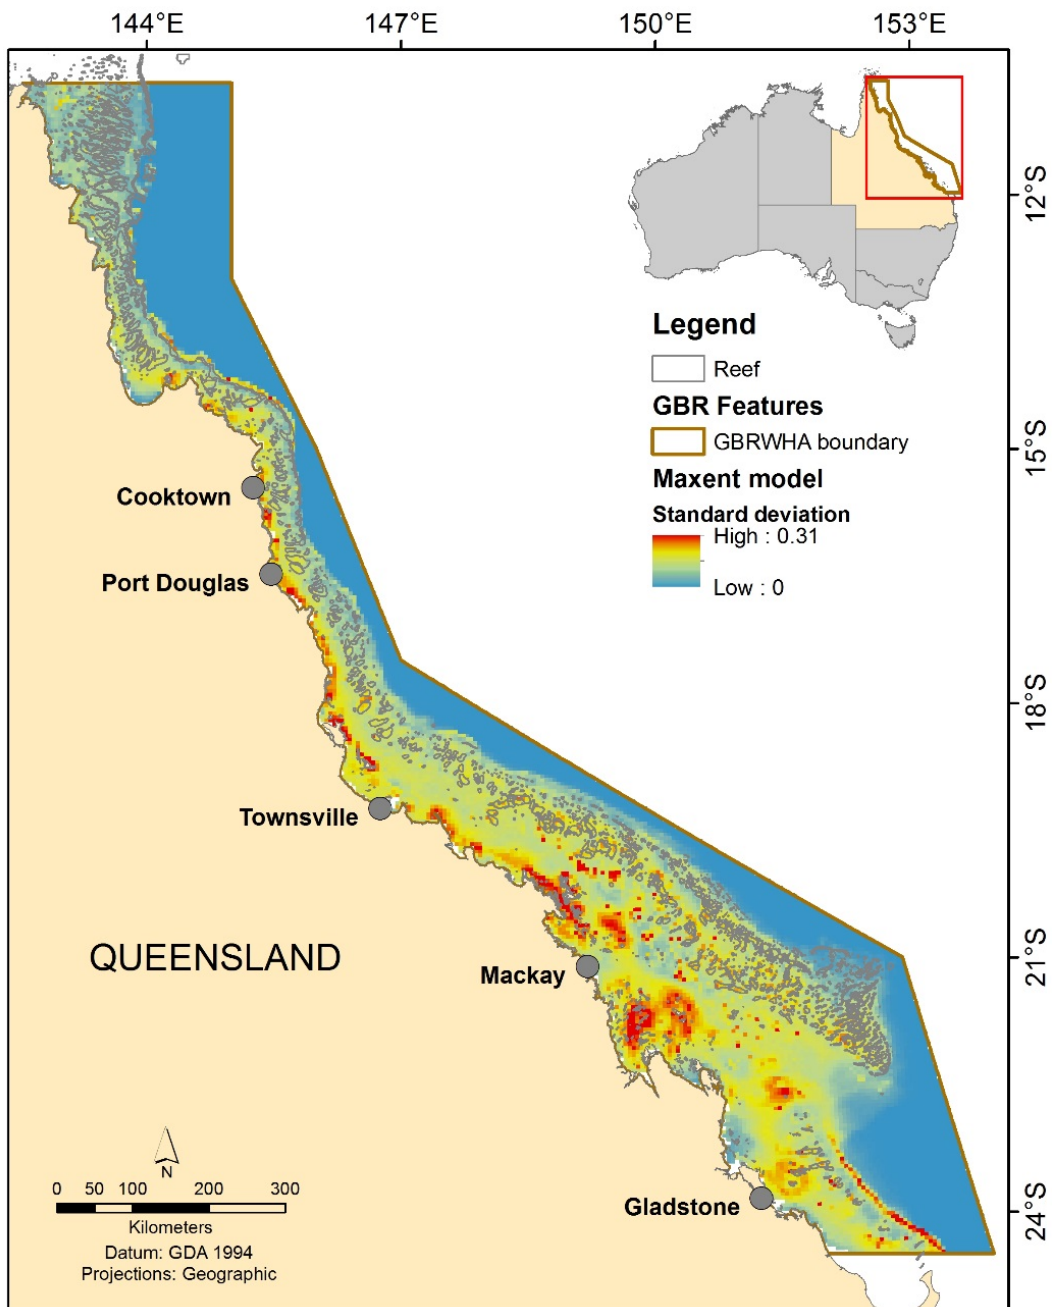 144°E 147°E 150°E 153°E
12°S
Legend
Reef
GBR Features
GBRWHA boundary
15°S
Maxent model
Standard deviation
High : 0.31
Low : 0
Cooktown
Port Douglas
18°S
Townsville
QUEENSLAND
21°S
Mackay
N
0 50 100 200 300
Kilometers
Datum: GDA 1994
Projections: Geographic
Gladstone
24°S